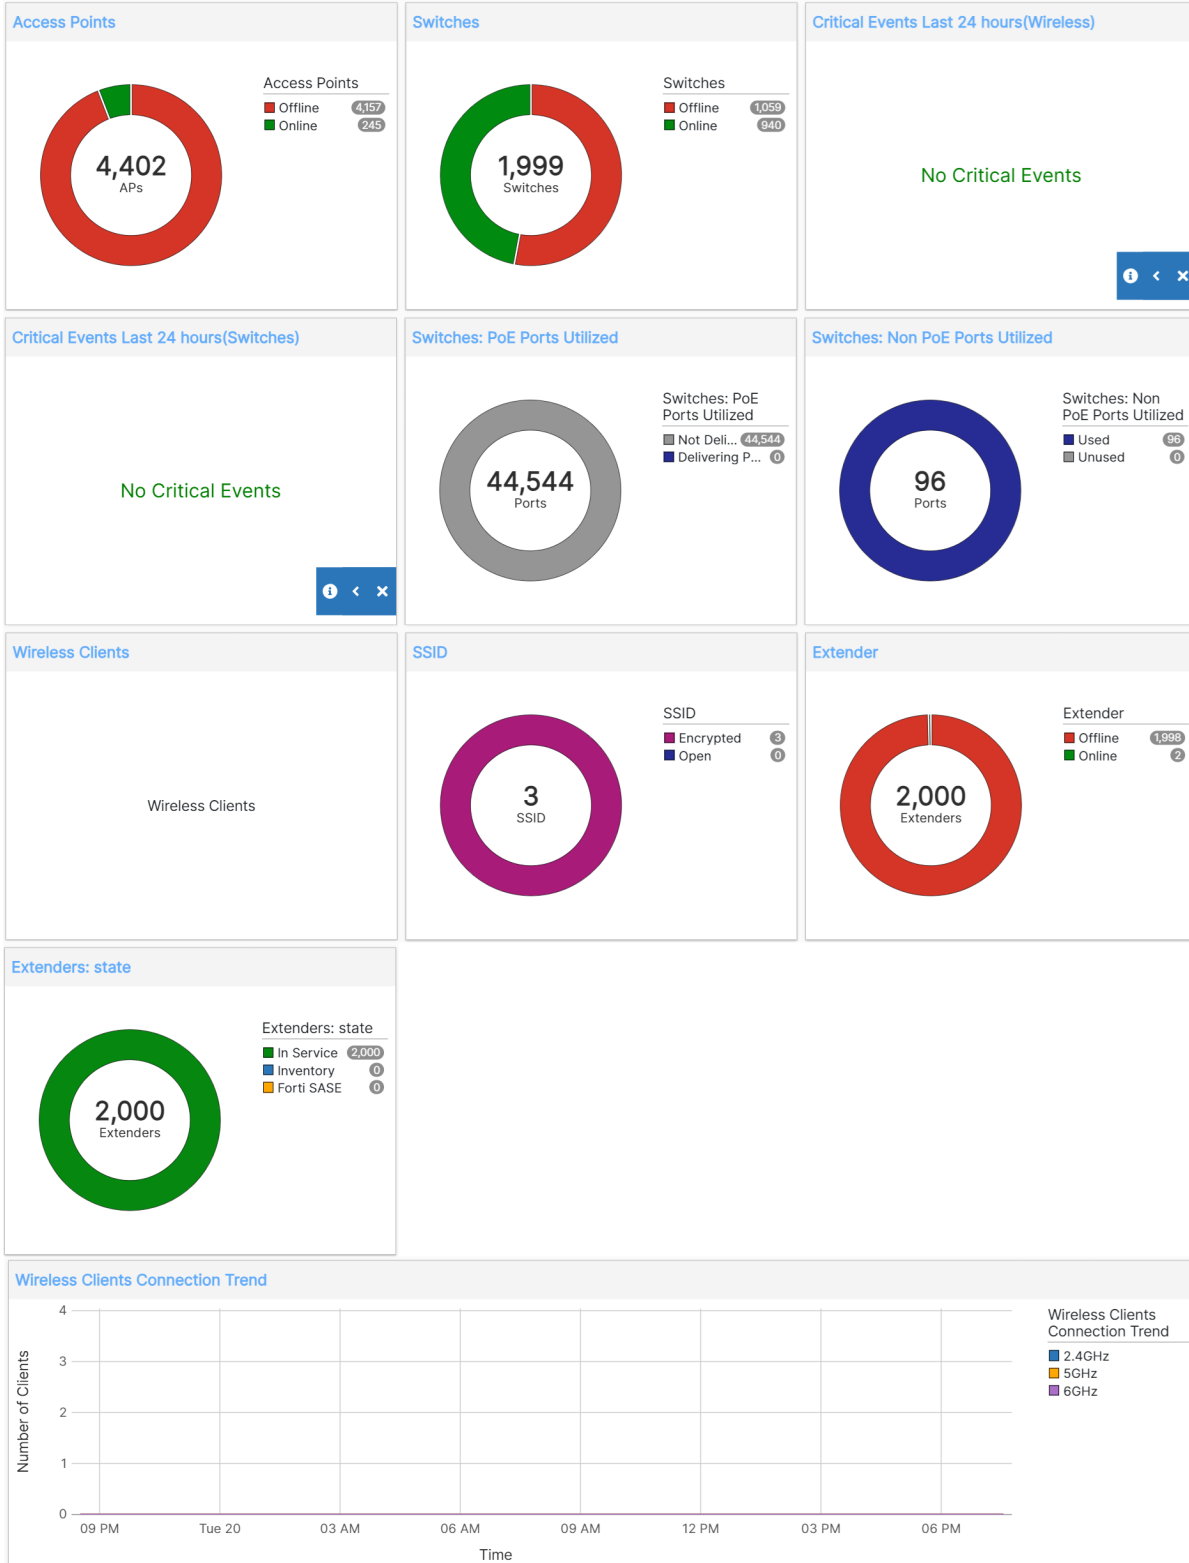 Access Points
Switches
Critical Events Last 24 hours(Wireless)
Access Points
Offline 4,157
Online 245
4,402
APs
Switches
Offline 1,059
Online 940
1,999
Switches
No Critical Events
Critical Events Last 24 hours(Switches)
Switches: PoE Ports Utilized
Switches: Non PoE Ports Utilized
No Critical Events
Switches: PoE
Ports Utilized
Not Deli... 44,544
Delivering P... 0
44,544
Ports
Switches: Non
PoE Ports Utilized
Used 96
Unused 0
96
Ports
Wireless Clients
SSID
Extender
Wireless Clients
SSID
Encrypted 3
Open 0
3
SSID
Extender
Offline 1,998
Online 2
2,000
Extenders
Extenders: state
Extenders: state
In Service 2,000
Inventory 0
Forti SASE 0
2,000
Extenders
Wireless Clients Connection Trend
Number of Clients
4
3
2
1
0
09 PM Tue 20 03 AM 06 AM 09 AM 12 PM 03 PM 06 PM
Time
Wireless Clients
Connection Trend
2.4GHz
5GHz
6GHz